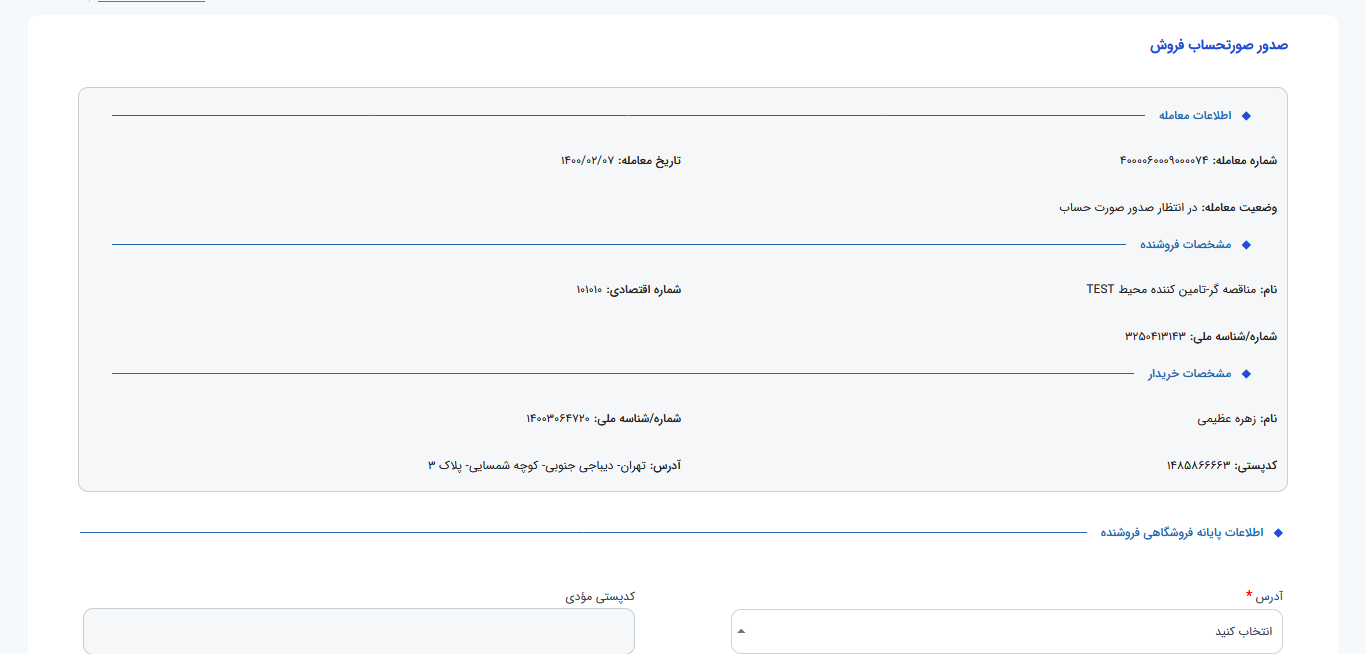 صدور صورتحساب فروش
اطلاعات معامله
شماره معامله: ۴۰۰۰۰۶۰۰۰۹۰۰۰۰۷۴ تاریخ معامله: ۱۴۰۰/۰۲/۰۷
وضعیت معامله: در انتظار صدور صورت حساب
مشخصات فروشنده
نام: مناقصه گر-تامین کننده محیط TEST شماره اقتصادی: ۱۰۱۰۱۰
شماره/شناسه ملی: ۳۲۵۰۴۱۳۱۴۳
مشخصات خریدار
نام: زهره عظیمی شماره/شناسه ملی: ۱۴۰۰۳۰۶۴۷۲۰
کدپستی: ۱۴۸۵۸۶۶۶۶۳ آدرس: تهران- دیباجی جنوبی- کوچه شمسایی- پلاک ۳
اطلاعات پایانه فروشگاهی فروشنده
آدرس * کدپستی مؤدی
انتخاب کنید